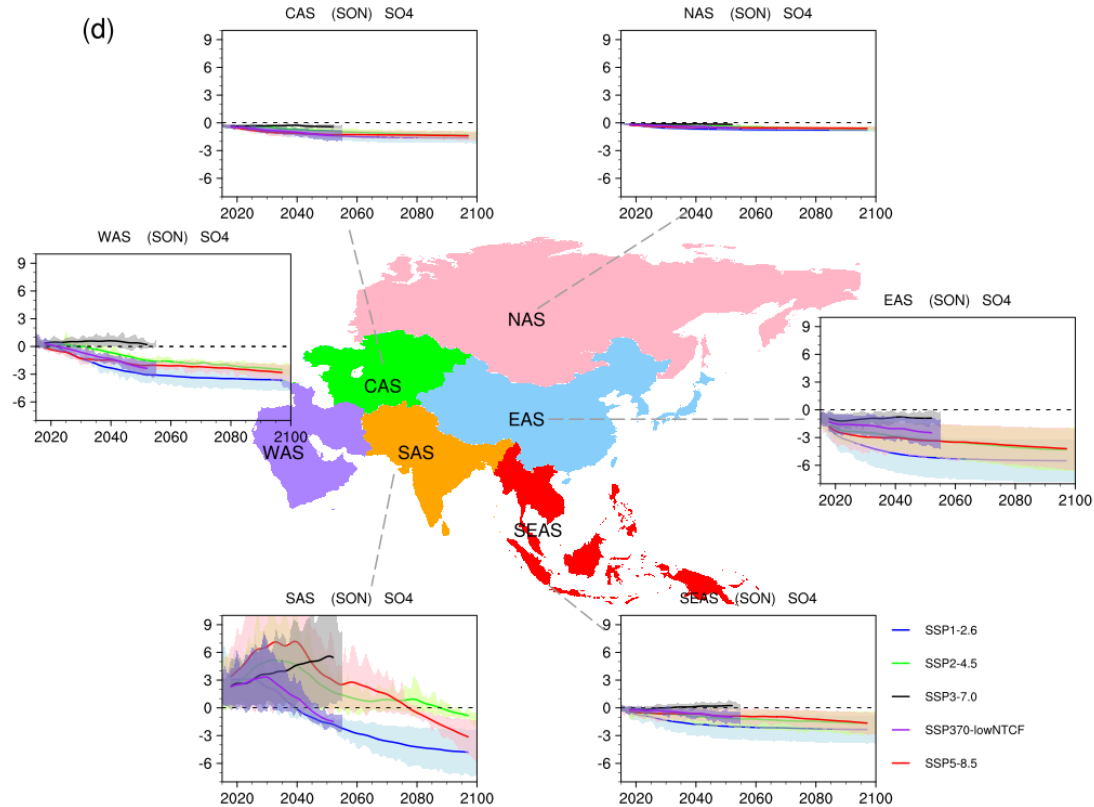 (d)
CAS (SON) SO4
9
6
3
0
-3
-6
2020 2040 2060 2080 2100
NAS (SON) SO4
9
6
3
0
-3
-6
2020 2040 2060 2080 2100
WAS (SON) SO4
9
6
3
0
-3
-6
2020 2040 2060 2080 2100
EAS (SON) SO4
9
6
3
0
-3
-6
2020 2040 2060 2080 2100
NAS
CAS
EAS
WAS
SAS
SEAS
SAS (SON) SO4
9
6
3
0
-3
-6
2020 2040 2060 2080 2100
SEAS (SON) SO4
9
6
3
0
-3
-6
2020 2040 2060 2080 2100
SSP1-2.6
SSP2-4.5
SSP3-7.0
SSP370-lowNTCF
SSP5-8.5